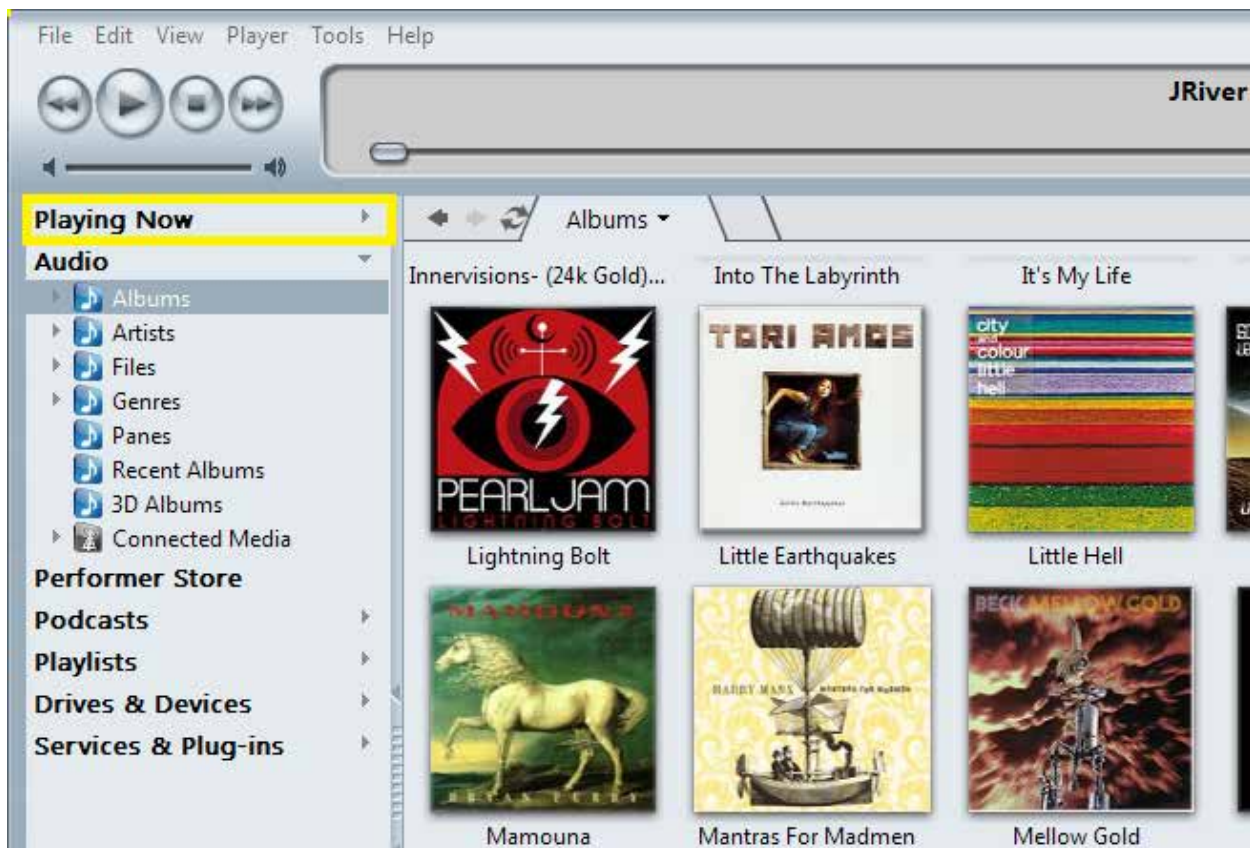 File Edit View Player Tools Help
JRiver
Playing Now
Audio
Albums
Artists
Files
Genres
Panes
Recent Albums
3D Albums
Connected Media
Performer Store
Podcasts
Playlists
Drives & Devices
Services & Plug-ins
Albums
Innervisions- (24k Gold)... Into The Labyrinth It's My Life
PEARL JAM
LIGHTNING BOLT
TORI AMOS
Little Earthquakes
city
and
colour
little
hell
Lightning Bolt Little Earthquakes Little Hell
MAMOUNA
BRYAN FERRY
HARRY MANX MANTRAS FOR MADMEN
BECK MELLOW GOLD
Mamouna Mantras For Madmen Mellow Gold